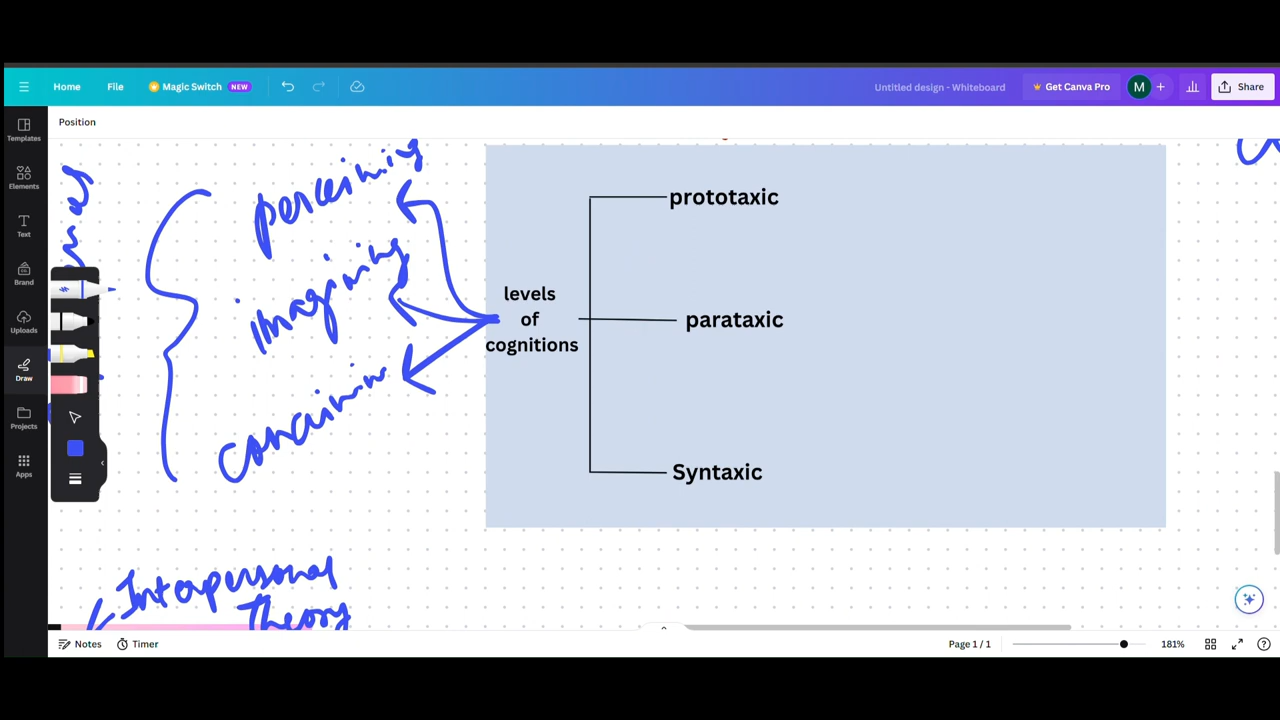 Home File Magic Switch NEW Untitled design - Whiteboard Get Canva Pro M + Share
Position
Templates
Elements
Text
Brand
Uploads
Draw
Projects
Apps
perceiving
imagining
conceiving
levels
of
cognitions
prototaxic
parataxic
Syntaxic
Interpersonal
Theory
Notes Timer Page 1 / 1 181%